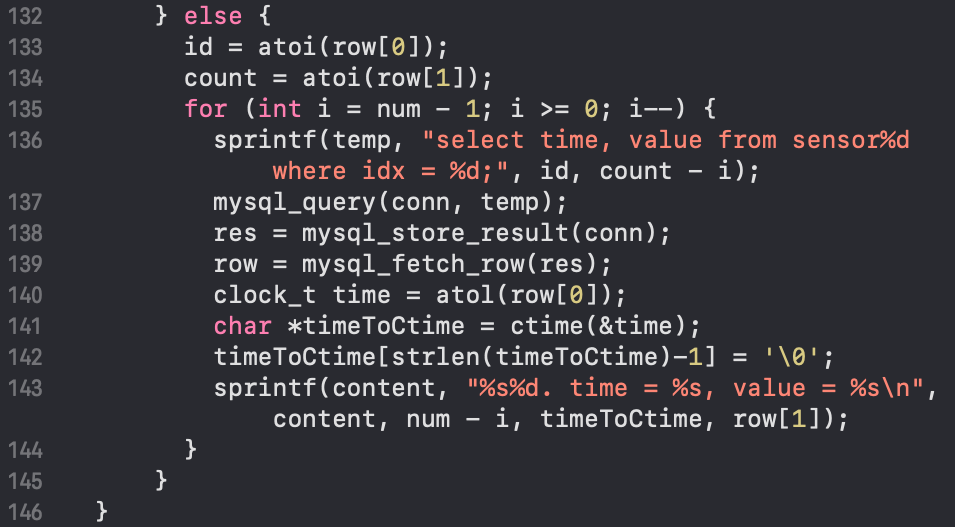 132 } else {
133 id = atoi(row[0]);
134 count = atoi(row[1]);
135 for (int i = num - 1; i >= 0; i--) {
136 sprintf(temp, "select time, value from sensor%d
where idx = %d;", id, count - i);
137 mysql_query(conn, temp);
138 res = mysql_store_result(conn);
139 row = mysql_fetch_row(res);
140 clock_t time = atol(row[0]);
141 char *timeToCtime = ctime(&time);
142 timeToCtime[strlen(timeToCtime)-1] = '\0';
143 sprintf(content, "%s%d. time = %s, value = %s\n",
content, num - i, timeToCtime, row[1]);
144 }
145 }
146 }